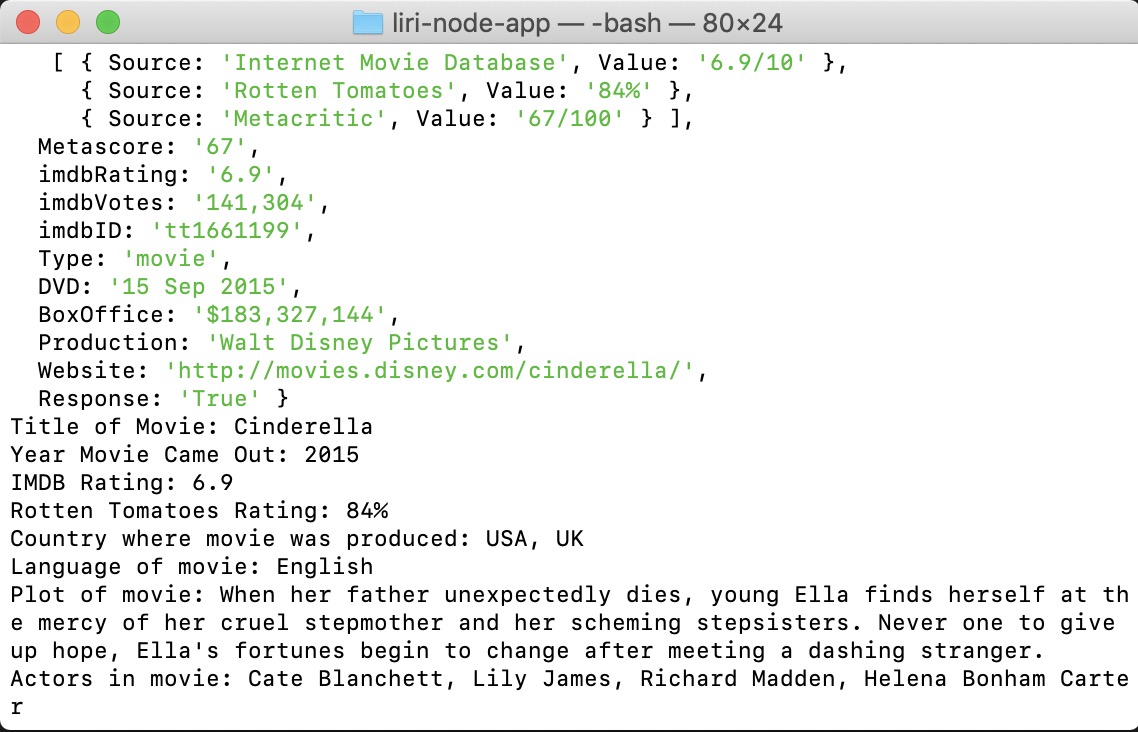 liri-node-app — -bash — 80×24
[ { Source: 'Internet Movie Database', Value: '6.9/10' },
{ Source: 'Rotten Tomatoes', Value: '84%' },
{ Source: 'Metacritic', Value: '67/100' } ],
Metascore: '67',
imdbRating: '6.9',
imdbVotes: '141,304',
imdbID: 'tt1661199',
Type: 'movie',
DVD: '15 Sep 2015',
BoxOffice: '$183,327,144',
Production: 'Walt Disney Pictures',
Website: 'http://movies.disney.com/cinderella/',
Response: 'True' }
Title of Movie: Cinderella
Year Movie Came Out: 2015
IMDB Rating: 6.9
Rotten Tomatoes Rating: 84%
Country where movie was produced: USA, UK
Language of movie: English
Plot of movie: When her father unexpectedly dies, young Ella finds herself at th
e mercy of her cruel stepmother and her scheming stepsisters. Never one to give
up hope, Ella's fortunes begin to change after meeting a dashing stranger.
Actors in movie: Cate Blanchett, Lily James, Richard Madden, Helena Bonham Carte
r